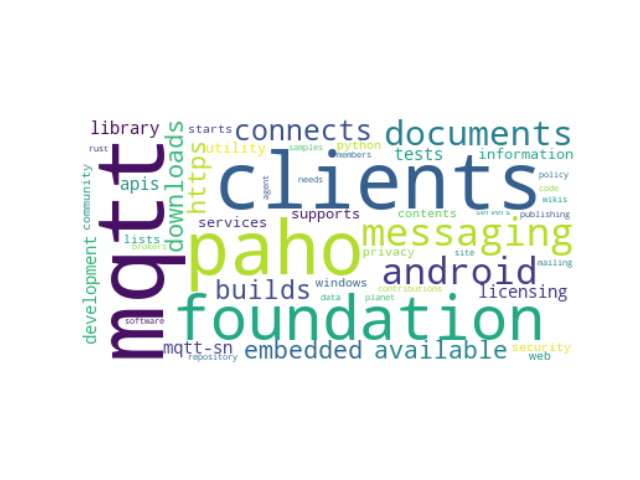 library
starts
connects
documents
rust
utility
samples
python
members
tests
information
mqtt
downloads
https
clients
agent
needs
policy
code
wikis
community
apis
services
supports
contents
publishing
lists
brokers
paho
messaging
privacy
site
mailing
development
builds
windows
android
licensing
data
planet
contributions
software
foundation
mqtt-sn
repository
embedded
available
security
web